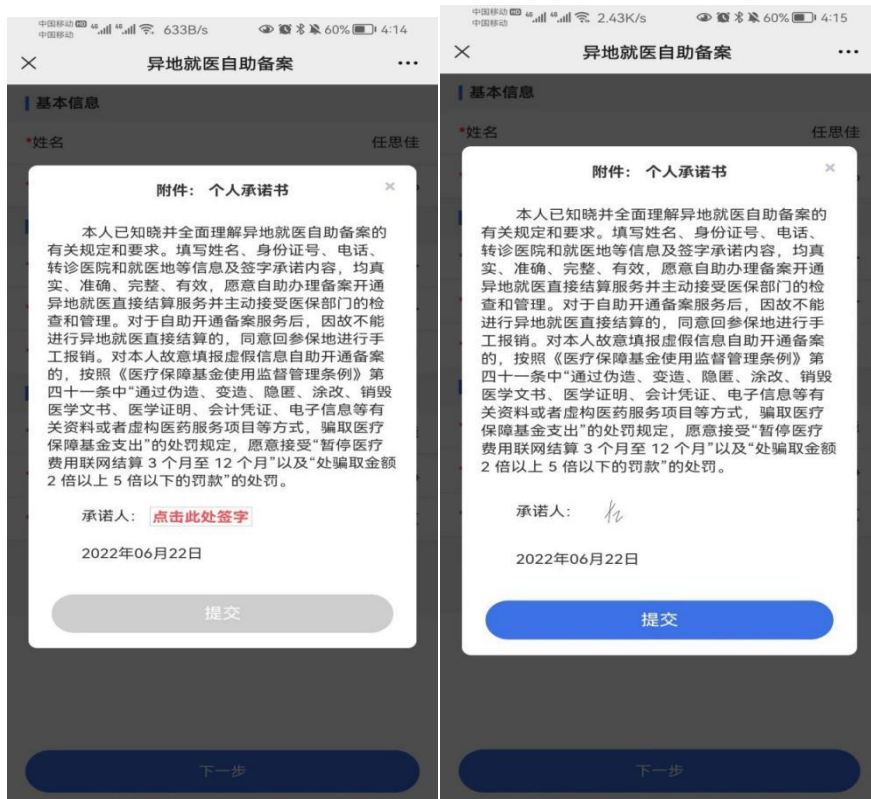 中国移动 HD 4G 4G 633B/s 60% 4:14
中国移动
异地就医自助备案
基本信息
*姓名 任思佳
附件： 个人承诺书
本人已知晓并全面理解异地就医自助备案的
有关规定和要求。填写姓名、身份证号、电话、
转诊医院和就医地等信息及签字承诺内容，均真
实、准确、完整、有效，愿意自助办理备案开通
异地就医直接结算服务并主动接受医保部门的检
查和管理。对于自助开通备案服务后，因故不能
进行异地就医直接结算的，同意回参保地进行手
工报销。对本人故意填报虚假信息自助开通备案
的，按照《医疗保障基金使用监督管理条例》第
四十一条中“通过伪造、变造、隐匿、涂改、销毁
医学文书、医学证明、会计凭证、电子信息等有
关资料或者虚构医药服务项目等方式，骗取医疗
保障基金支出”的处罚规定，愿意接受“暂停医疗
费用联网结算 3 个月至 12 个月”以及“处骗取金额
2 倍以上 5 倍以下的罚款”的处罚。
承诺人： 点击此处签字
2022年06月22日
提交
下一步
中国移动 HD 4G 4G 2.43K/s 60% 4:15
中国移动
异地就医自助备案
基本信息
*姓名 任思佳
附件： 个人承诺书
本人已知晓并全面理解异地就医自助备案的
有关规定和要求。填写姓名、身份证号、电话、
转诊医院和就医地等信息及签字承诺内容，均真
实、准确、完整、有效，愿意自助办理备案开通
异地就医直接结算服务并主动接受医保部门的检
查和管理。对于自助开通备案服务后，因故不能
进行异地就医直接结算的，同意回参保地进行手
工报销。对本人故意填报虚假信息自助开通备案
的，按照《医疗保障基金使用监督管理条例》第
四十一条中“通过伪造、变造、隐匿、涂改、销毁
医学文书、医学证明、会计凭证、电子信息等有
关资料或者虚构医药服务项目等方式，骗取医疗
保障基金支出”的处罚规定，愿意接受“暂停医疗
费用联网结算 3 个月至 12 个月”以及“处骗取金额
2 倍以上 5 倍以下的罚款”的处罚。
承诺人：
2022年06月22日
提交
下一步